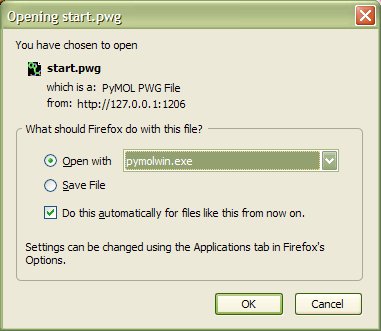 Opening start.pwg
You have chosen to open
start.pwg
which is a: PyMOL PWG File
from: http://127.0.0.1:1206
What should Firefox do with this file?
Open with pymolwin.exe
Save File
Do this automatically for files like this from now on.
Settings can be changed using the Applications tab in Firefox's
Options.
OK Cancel